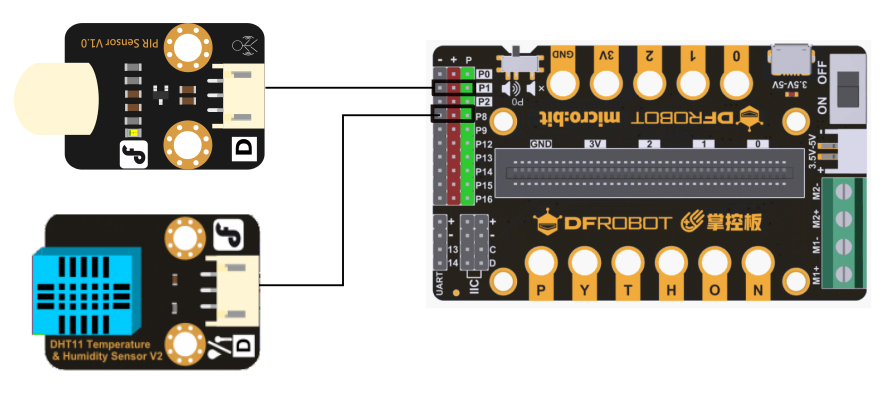 PIR Sensor V1.0
D
DHT11 Temperature
& Humidity Sensor V2
D
- + P
P0
P1
P2
P8
P9
P12
P13
P14
P15
P16
P0
×
GND 3V 2 1 0
3.5V-5V
OFF
ON
micro:bit DFROBOT
GND 3V 2 1 0
3.5V-5V
-
+
DFROBOT 掌控板
+
-
13
14
UART
+
-
C
D
IIC
P Y T H O N
M2-
M2+
M1-
M1+